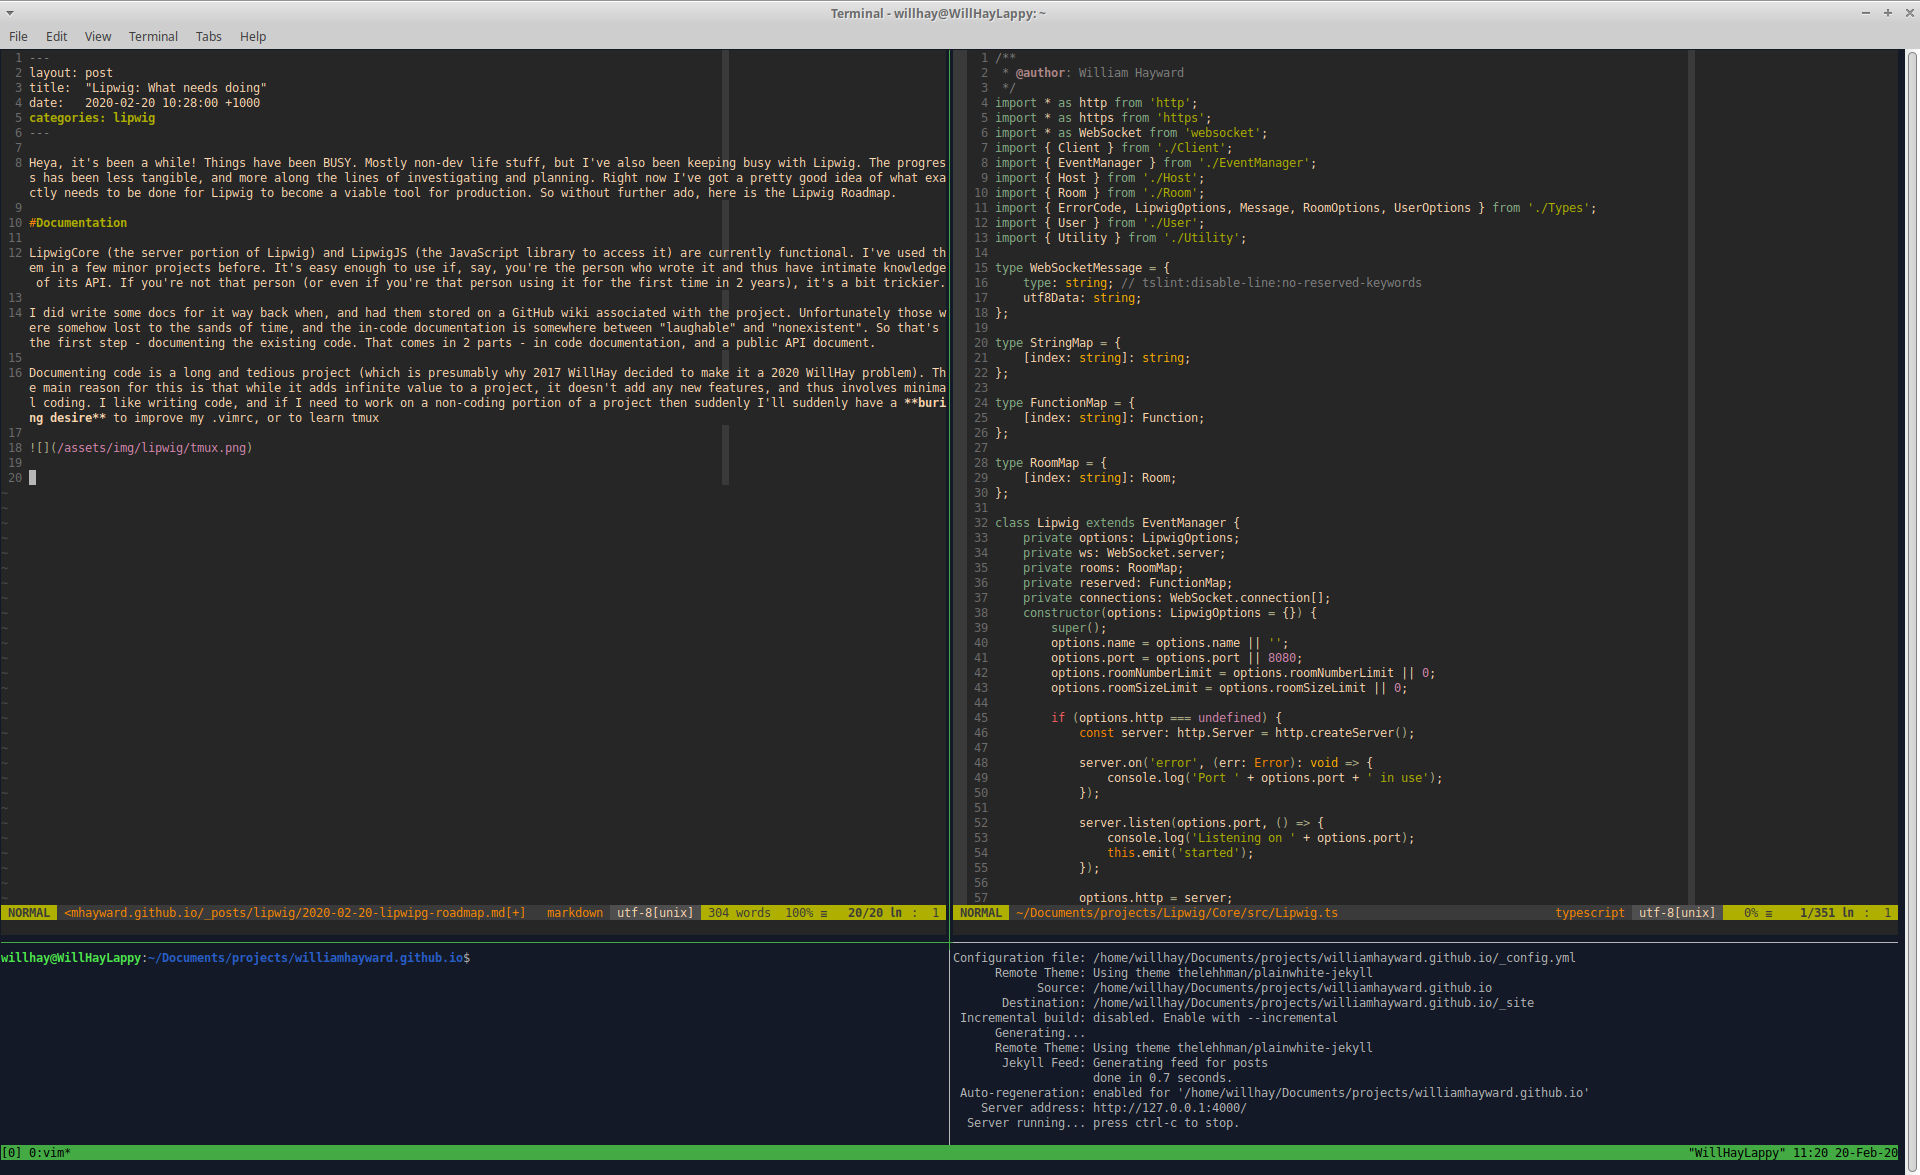 Terminal - willhay@WillHayLappy: ~
File Edit View Terminal Tabs Help
1 ---
2 layout: post
3 title:  "Lipwig: What needs doing"
4 date:   2020-02-20 10:28:00 +1000
5 categories: lipwig
6 ---
7
8 Heya, it's been a while! Things have been BUSY. Mostly non-dev life stuff, but I've also been keeping busy with Lipwig. The progres
s has been less tangible, and more along the lines of investigating and planning. Right now I've got a pretty good idea of what exa
ctly needs to be done for Lipwig to become a viable tool for production. So without further ado, here is the Lipwig Roadmap.
9
10 #Documentation
11
12 LipwigCore (the server portion of Lipwig) and LipwigJS (the JavaScript library to access it) are currently functional. I've used th
em in a few minor projects before. It's easy enough to use if, say, you're the person who wrote it and thus have intimate knowledge
 of its API. If you're not that person (or even if you're that person using it for the first time in 2 years), it's a bit trickier.
13
14 I did write some docs for it way back when, and had them stored on a GitHub wiki associated with the project. Unfortunately those w
ere somehow lost to the sands of time, and the in-code documentation is somewhere between "laughable" and "nonexistent". So that's
the first step - documenting the existing code. That comes in 2 parts - in code documentation, and a public API document.
15
16 Documenting code is a long and tedious project (which is presumably why 2017 WillHay decided to make it a 2020 WillHay problem). Th
e main reason for this is that while it adds infinite value to a project, it doesn't add any new features, and thus involves minima
l coding. I like writing code, and if I need to work on a non-coding portion of a project then suddenly I'll suddenly have a **buri
ng desire** to improve my .vimrc, or to learn tmux
17
18 ![](/assets/img/lipwig/tmux.png)
19
20
NORMAL <mhayward.github.io/_posts/lipwig/2020-02-20-lipwipg-roadmap.md[+] markdown utf-8[unix] 304 words 100% ≡ 20/20 ln : 1
1 /**
2  * @author: William Hayward
3  */
4 import * as http from 'http';
5 import * as https from 'https';
6 import * as WebSocket from 'websocket';
7 import { Client } from './Client';
8 import { EventManager } from './EventManager';
9 import { Host } from './Host';
10 import { Room } from './Room';
11 import { ErrorCode, LipwigOptions, Message, RoomOptions, UserOptions } from './Types';
12 import { User } from './User';
13 import { Utility } from './Utility';
14
15 type WebSocketMessage = {
16     type: string; // tslint:disable-line:no-reserved-keywords
17     utf8Data: string;
18 };
19
20 type StringMap = {
21     [index: string]: string;
22 };
23
24 type FunctionMap = {
25     [index: string]: Function;
26 };
27
28 type RoomMap = {
29     [index: string]: Room;
30 };
31
32 class Lipwig extends EventManager {
33     private options: LipwigOptions;
34     private ws: WebSocket.server;
35     private rooms: RoomMap;
36     private reserved: FunctionMap;
37     private connections: WebSocket.connection[];
38     constructor(options: LipwigOptions = {}) {
39         super();
40         options.name = options.name || '';
41         options.port = options.port || 8080;
42         options.roomNumberLimit = options.roomNumberLimit || 0;
43         options.roomSizeLimit = options.roomSizeLimit || 0;
44
45         if (options.http === undefined) {
46             const server: http.Server = http.createServer();
47
48             server.on('error', (err: Error): void => {
49                 console.log('Port ' + options.port + ' in use');
50             });
51
52             server.listen(options.port, () => {
53                 console.log('Listening on ' + options.port);
54                 this.emit('started');
55             });
56
57             options.http = server;
NORMAL ~/Documents/projects/Lipwig/Core/src/Lipwig.ts typescript utf-8[unix] 0% ≡ 1/351 ln : 1
willhay@WillHayLappy:~/Documents/projects/williamhayward.github.io$
Configuration file: /home/willhay/Documents/projects/williamhayward.github.io/_config.yml
Remote Theme: Using theme thelehhman/plainwhite-jekyll
Source: /home/willhay/Documents/projects/williamhayward.github.io
Destination: /home/willhay/Documents/projects/williamhayward.github.io/_site
Incremental build: disabled. Enable with --incremental
Generating...
Remote Theme: Using theme thelehhman/plainwhite-jekyll
Jekyll Feed: Generating feed for posts
done in 0.7 seconds.
Auto-regeneration: enabled for '/home/willhay/Documents/projects/williamhayward.github.io'
Server address: http://127.0.0.1:4000/
Server running... press ctrl-c to stop.
[0] 0:vim* "WillHayLappy" 11:20 20-Feb-20